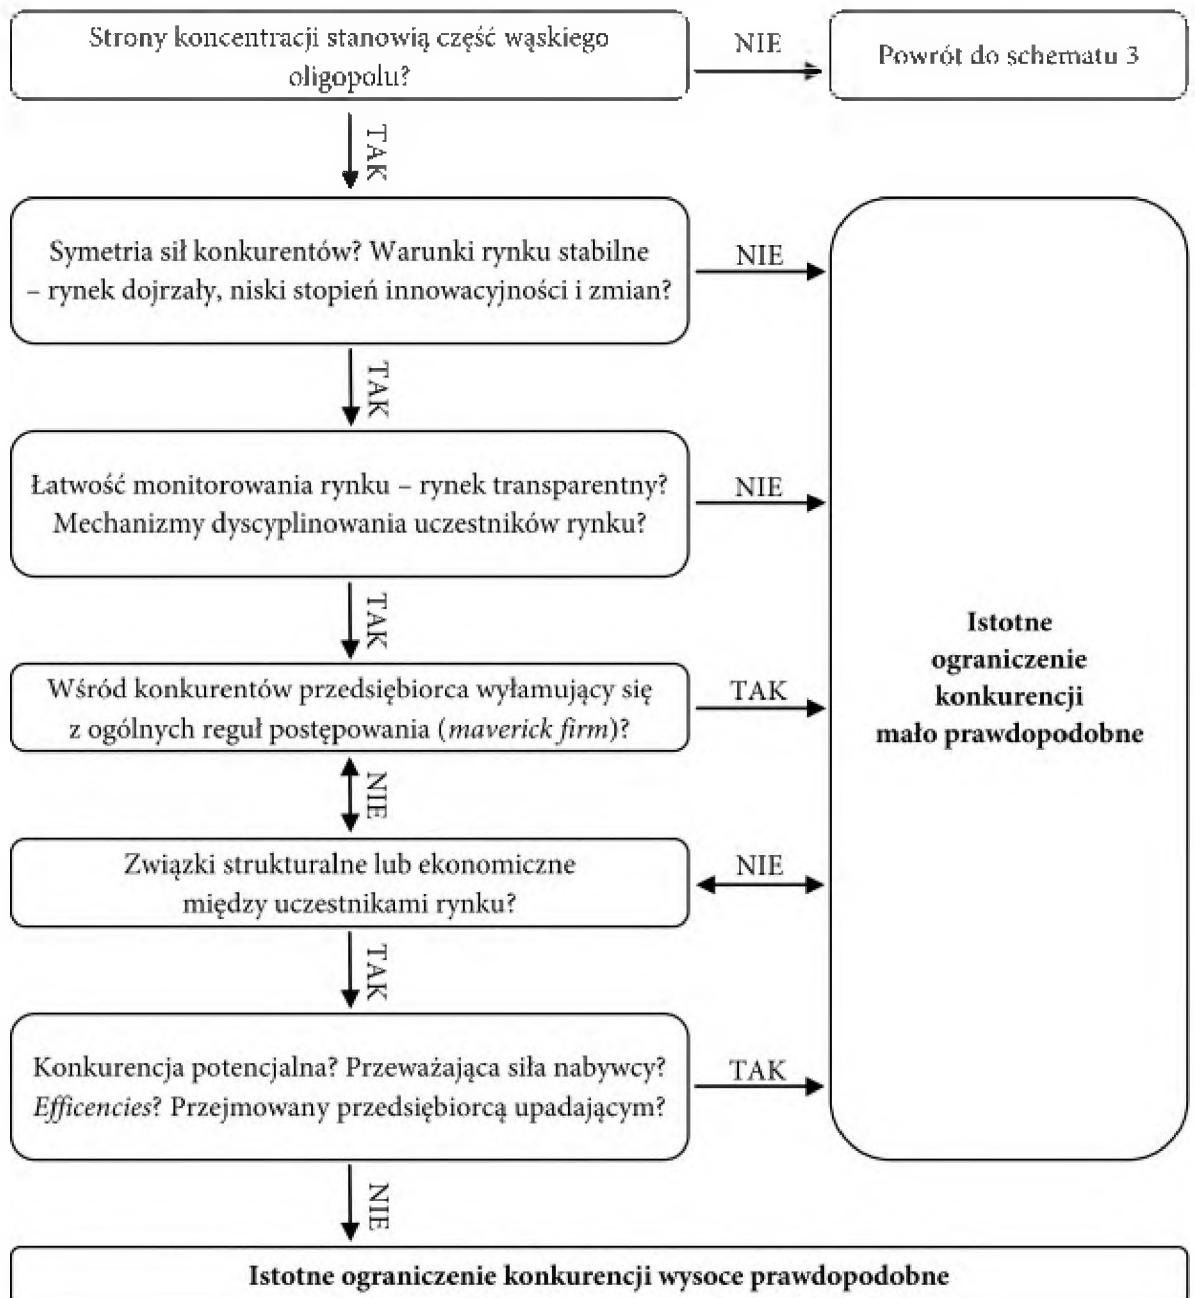 Strony koncentracji stanowią część wąskiego
oligopolu?
NIE
Powrót do schematu 3
TAK
Symetria sił konkurentów? Warunki rynku stabilne
– rynek dojrzały, niski stopień innowacyjności i zmian?
NIE
TAK
Łatwość monitorowania rynku – rynek transparentny?
Mechanizmy dyscyplinowania uczestników rynku?
NIE
TAK
Istotne
ograniczenie
konkurencji
mało prawdopodobne
Wśród konkurentów przedsiębiorca wyłamujący się
z ogólnych reguł postępowania (maverick firm)?
TAK
NIE
Związki strukturalne lub ekonomiczne
między uczestnikami rynku?
NIE
TAK
Konkurencja potencjalna? Przeważająca siła nabywcy?
Efficencies? Przejmowany przedsiębiorcą upadającym?
TAK
NIE
Istotne ograniczenie konkurencji wysoce prawdopodobne